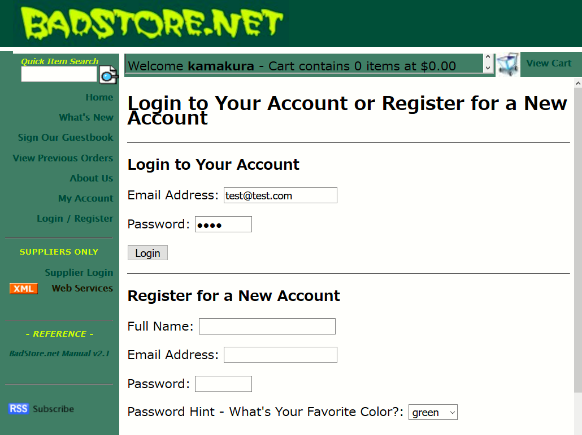 BADSTORE.NET
Quick Item Search
Welcome kamakura - Cart contains 0 items at $0.00
View Cart
Home
What's New
Sign Our Guestbook
View Previous Orders
About Us
My Account
Login / Register
SUPPLIERS ONLY
Supplier Login
XML Web Services
- REFERENCE -
BadStore.net Manual v2.1
RSS Subscribe
Login to Your Account or Register for a New
Account
Login to Your Account
Email Address: test@test.com
Password: ••••
Login
Register for a New Account
Full Name:
Email Address:
Password:
Password Hint - What's Your Favorite Color?: green